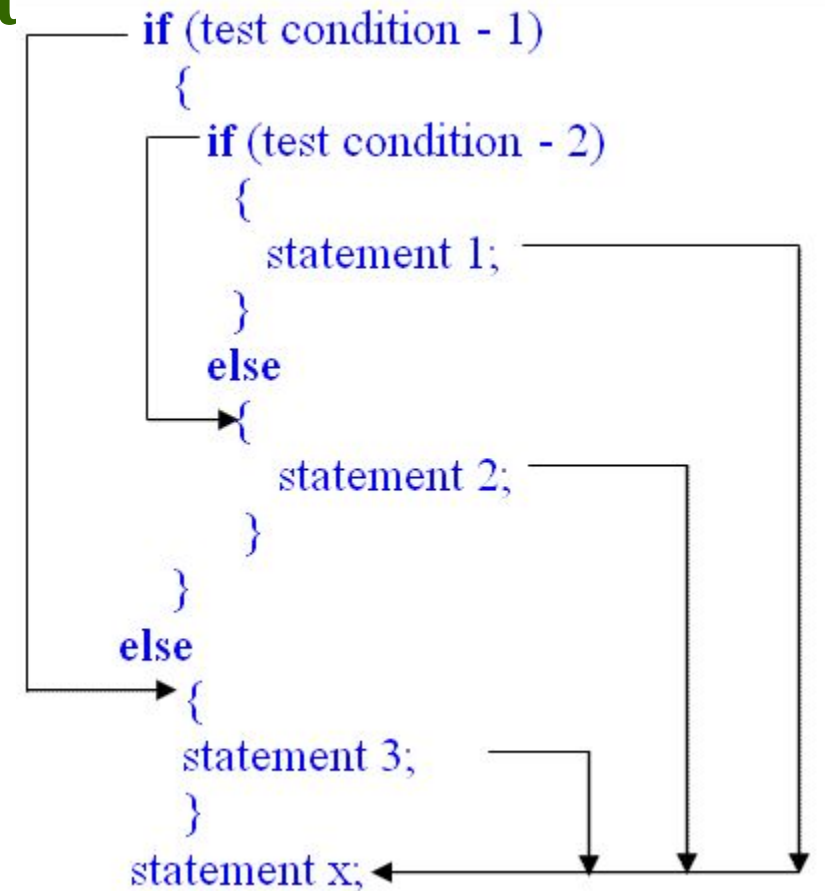 t
if (test condition - 1)
{
if (test condition - 2)
{
statement 1;
}
else
{
statement 2;
}
}
else
{
statement 3;
}
statement x;